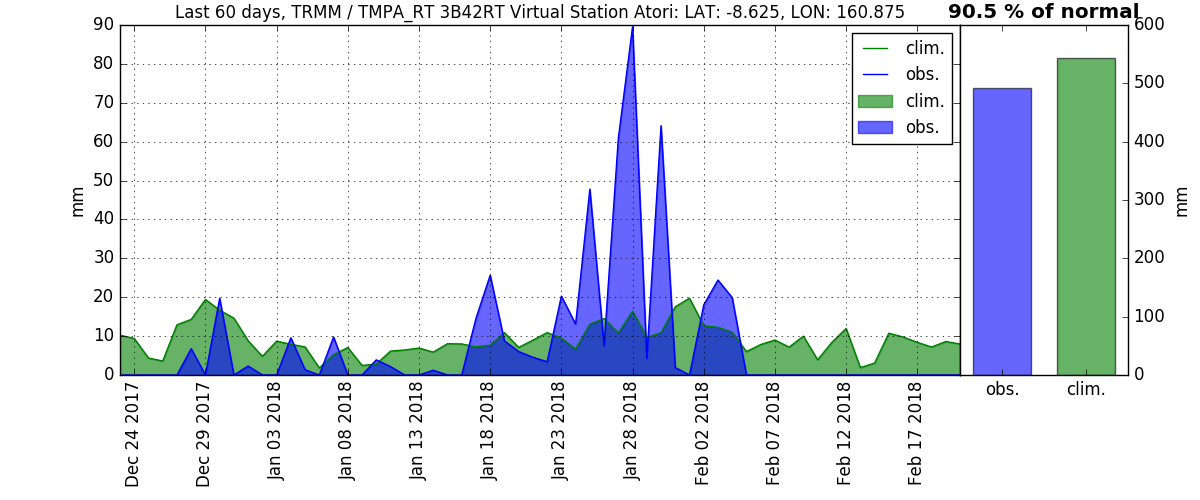 Last 60 days, TRMM / TMPA_RT 3B42RT Virtual Station Atori: LAT: -8.625, LON: 160.875
90.5 % of normal
90
80
70
60
50
40
30
20
10
0
mm
clim.
obs.
clim.
obs.
600
500
400
300
200
100
0
mm
Dec 24 2017
Dec 29 2017
Jan 03 2018
Jan 08 2018
Jan 13 2018
Jan 18 2018
Jan 23 2018
Jan 28 2018
Feb 02 2018
Feb 07 2018
Feb 12 2018
Feb 17 2018
obs.
clim.